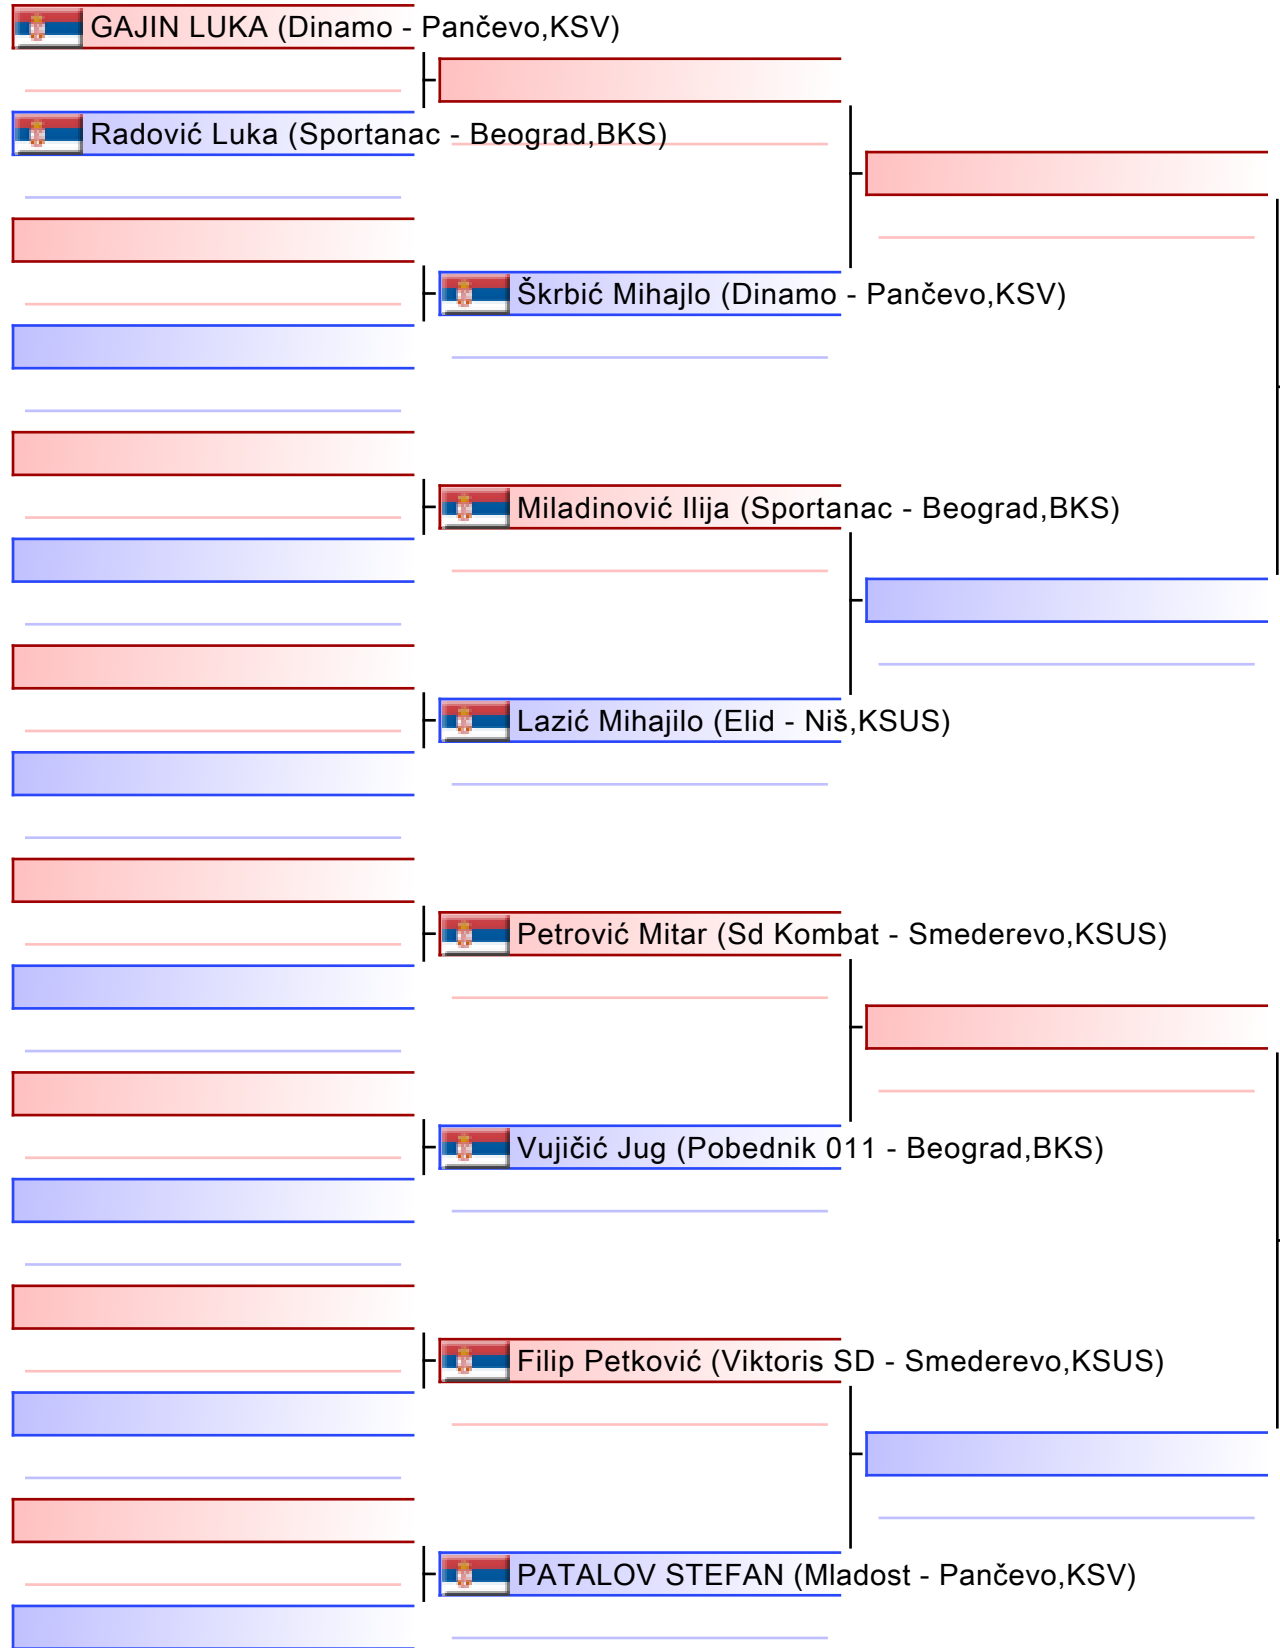 GAJIN LUKA (Dinamo - Pančevo,KSV)
Radović Luka (Sportanac - Beograd,BKS)
Škrbić Mihajlo (Dinamo - Pančevo,KSV)
Miladinović Ilija (Sportanac - Beograd,BKS)
Lazić Mihajilo (Elid - Niš,KSUS)
Petrović Mitar (Sd Kombat - Smederevo,KSUS)
Vujičić Jug (Pobednik 011 - Beograd,BKS)
Filip Petković (Viktoris SD - Smederevo,KSUS)
PATALOV STEFAN (Mladost - Pančevo,KSV)